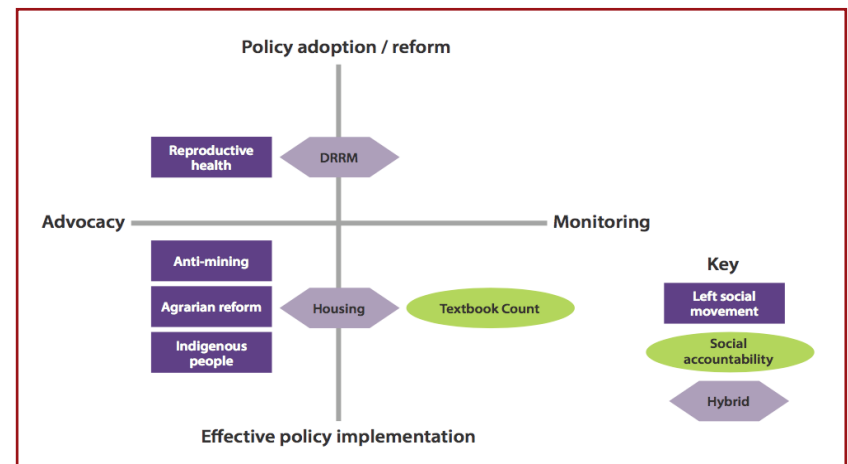 Policy adoption / reform
Reproductive
health
DRRM
Advocacy
Monitoring
Anti-mining
Agrarian reform
Housing
Textbook Count
Indigenous
people
Effective policy implementation
Key
Left social
movement
Social
accountability
Hybrid